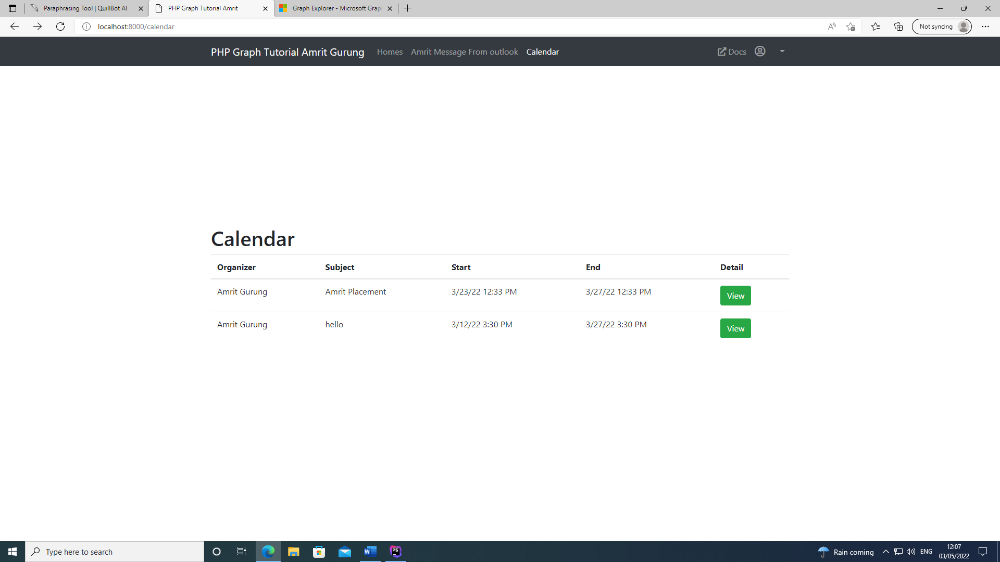 Paraphrasing Tool | QuillBot AI
PHP Graph Tutorial Amrit
Graph Explorer - Microsoft Grap
localhost:8000/calendar
Not syncing
PHP Graph Tutorial Amrit Gurung Homes Amrit Message From outlook Calendar Docs
Calendar
Organizer Subject Start End Detail
Amrit Gurung Amrit Placement 3/23/22 12:33 PM 3/27/22 12:33 PM View
Amrit Gurung hello 3/12/22 3:30 PM 3/27/22 3:30 PM View
Type here to search
W
PS
Rain coming
ENG
12:07
03/05/2022